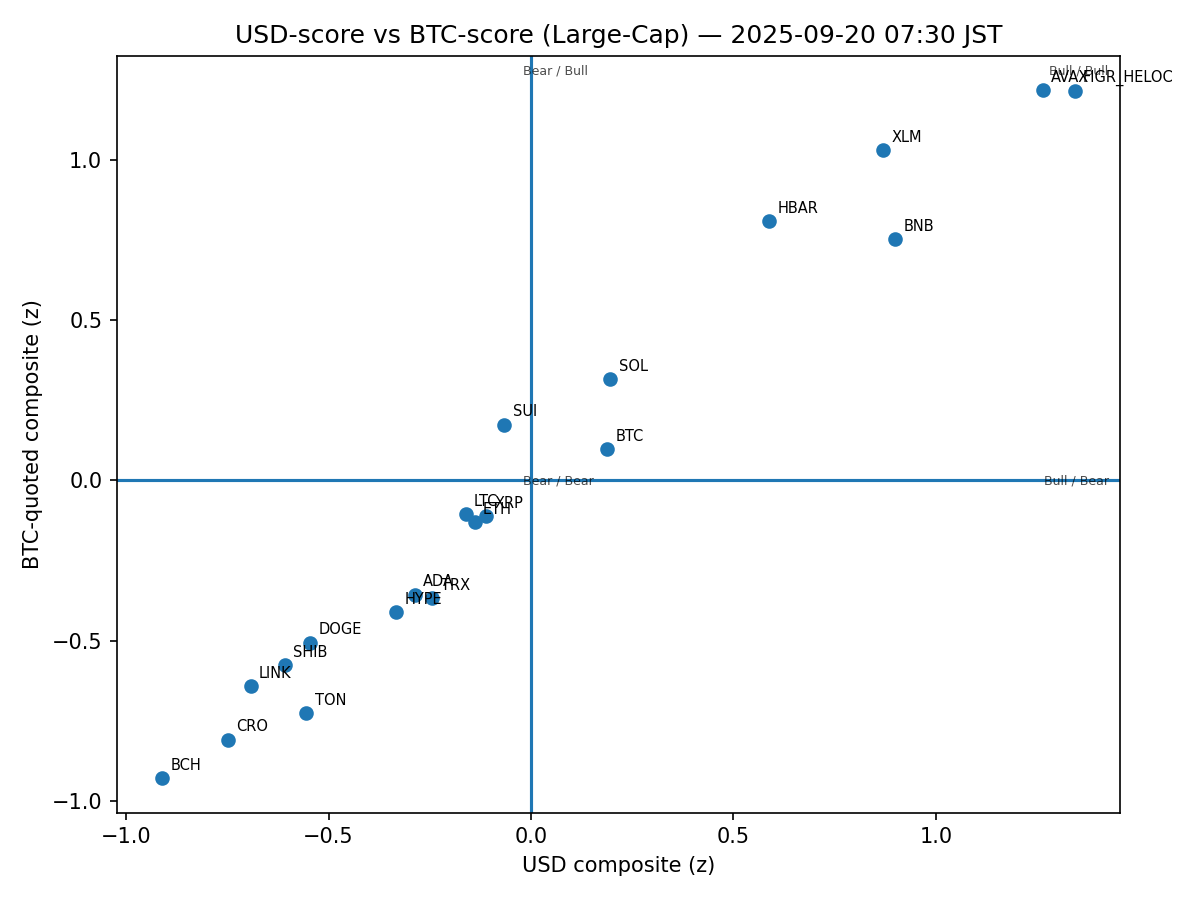 USD-score vs BTC-score (Large-Cap) — 2025-09-20 07:30 JST
Bear / Bull
Bull / Bull
AVAX
FIGR_HELOC
XLM
HBAR
BNB
SOL
SUI
BTC
Bear / Bear
Bull / Bear
LTC
XRP
ETH
ADA
TRX
HYPE
DOGE
SHIB
LINK
TON
CRO
BCH
1.0
0.5
0.0
−0.5
−1.0
BTC-quoted composite (z)
−1.0
−0.5
0.0
0.5
1.0
USD composite (z)